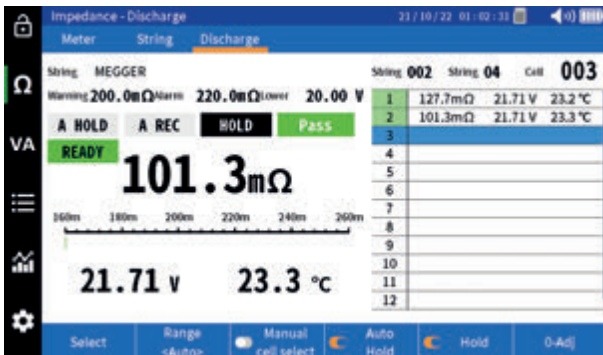 Impedance - Discharge 21/10/22 01:02:31
Meter String Discharge
String MEGGER
String 002 String 04 Cell 003
Warning 200.0mΩ Alarm 220.0mΩ Lower 20.00 V
A HOLD A REC HOLD Pass
READY
101.3mΩ
160m 180m 200m 220m 240m 260m
21.71 V 23.3 °C
1 127.7mΩ 21.71 V 23.2 °C
2 101.3mΩ 21.71 V 23.3 °C
3
4
5
6
7
8
9
10
11
12
Ω
VA
Select
Range
<Auto>
Manual
cell select
Auto
Hold
Hold
0-Adj